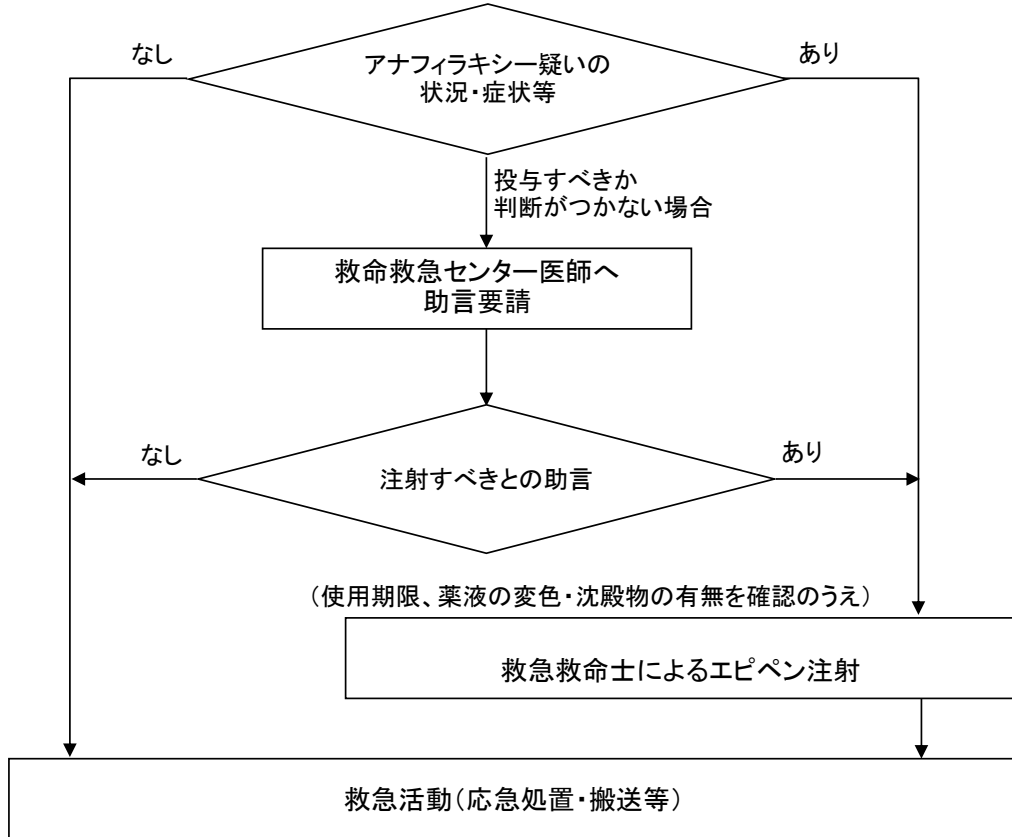 なし
アナフィラキシー疑いの
状況・症状等
あり
投与すべきか
判断がつかない場合
救命救急センター医師へ
助言要請
なし
注射すべきとの助言
あり
（使用期限、薬液の変色・沈殿物の有無を確認のうえ）
救急救命士によるエピペン注射
救急活動（応急処置・搬送等）